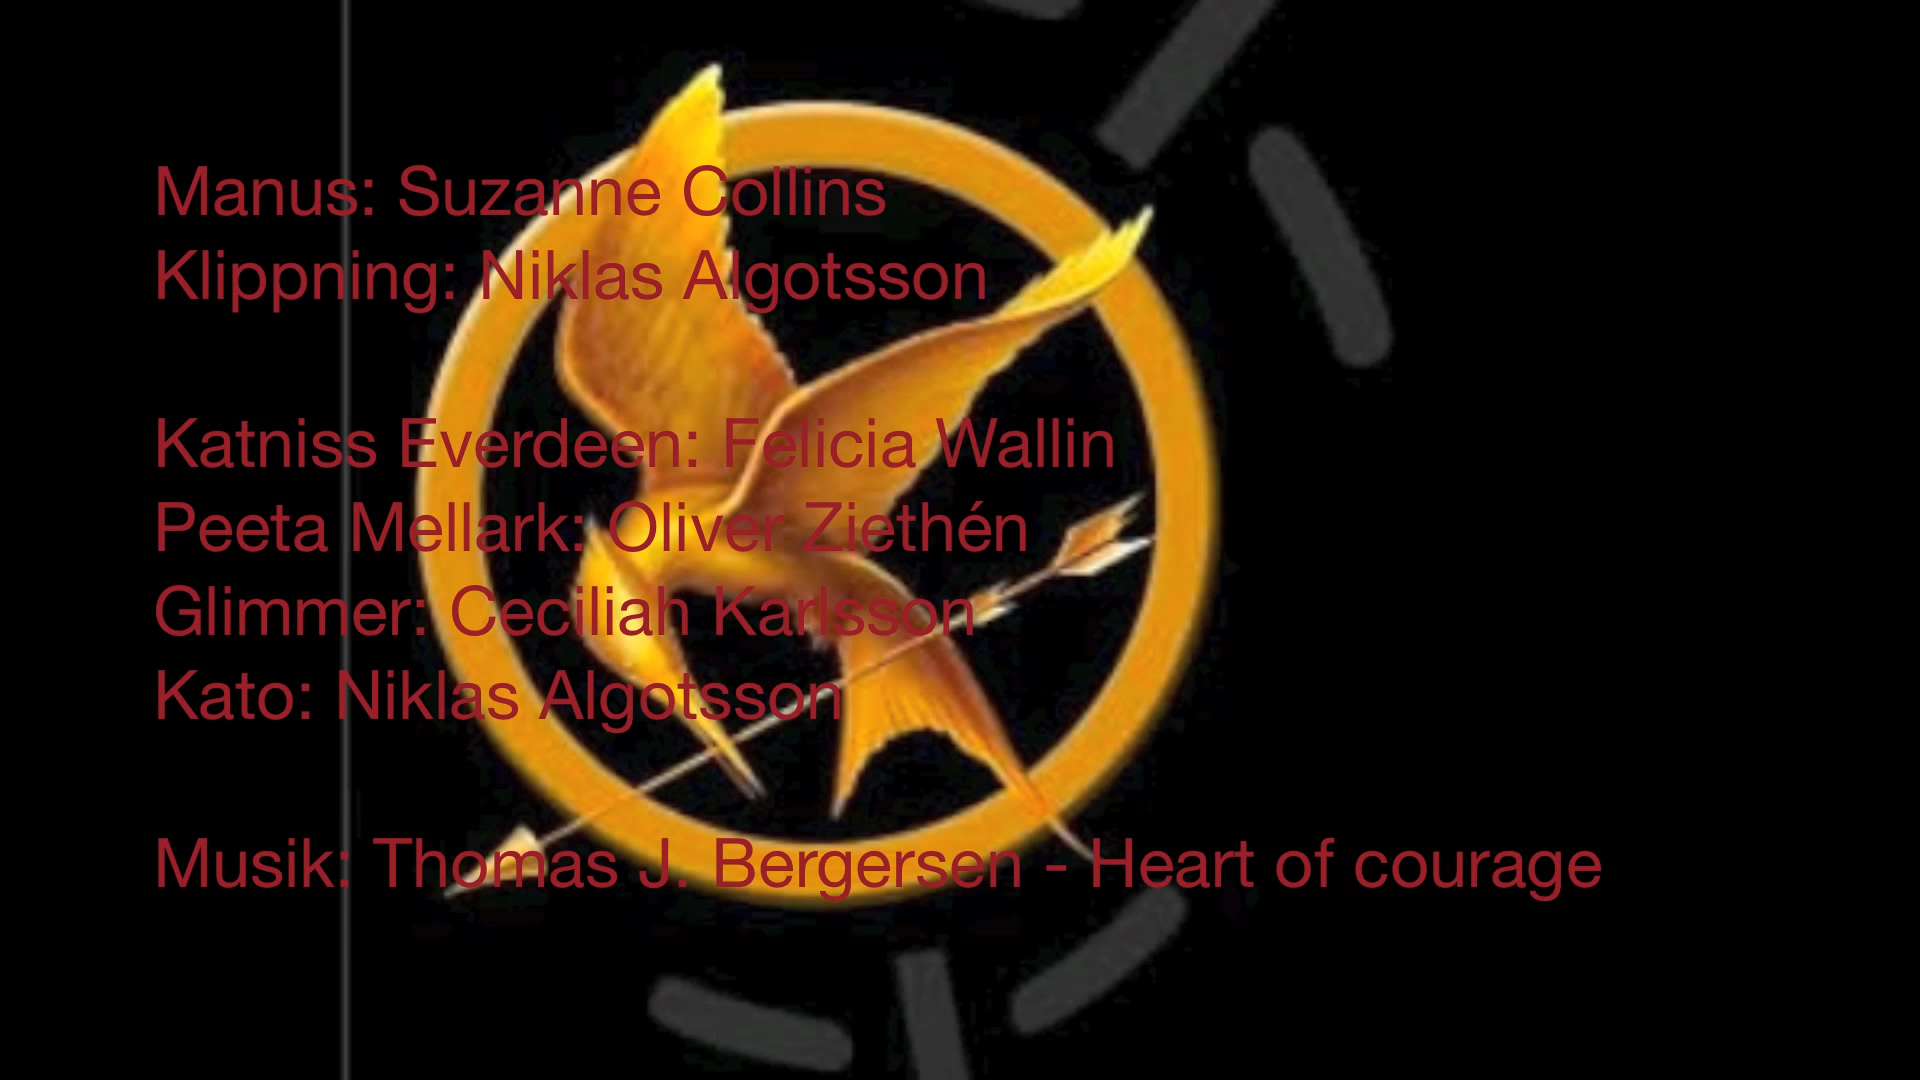 Manus: Suzanne Collins
Klippning: Niklas Algotsson
Katniss Everdeen: Felicia Wallin
Peeta Mellark: Oliver Ziethén
Glimmer: Ceciliah Karlsson
Kato: Niklas Algotsson
Musik: Thomas J. Bergersen - Heart of courage